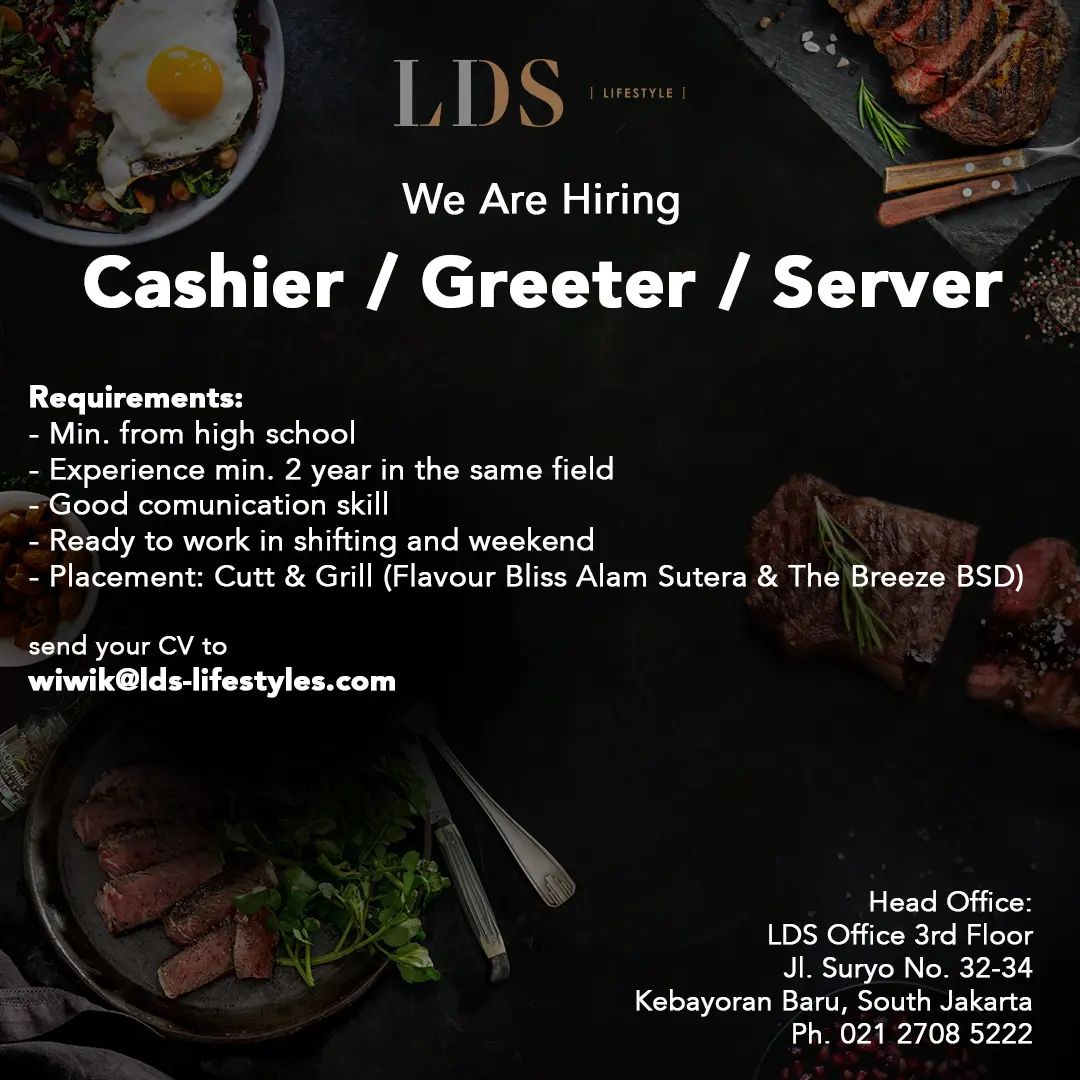 LDS [ LIFESTYLE ]
We Are Hiring
Cashier / Greeter / Server
Requirements:
- Min. from high school
- Experience min. 2 year in the same field
- Good comunication skill
- Ready to work in shifting and weekend
- Placement: Cutt & Grill (Flavour Bliss Alam Sutera & The Breeze BSD)
send your CV to
wiwik@lds-lifestyles.com
McCormick
Head Office:
LDS Office 3rd Floor
Jl. Suryo No. 32-34
Kebayoran Baru, South Jakarta
Ph. 021 2708 5222